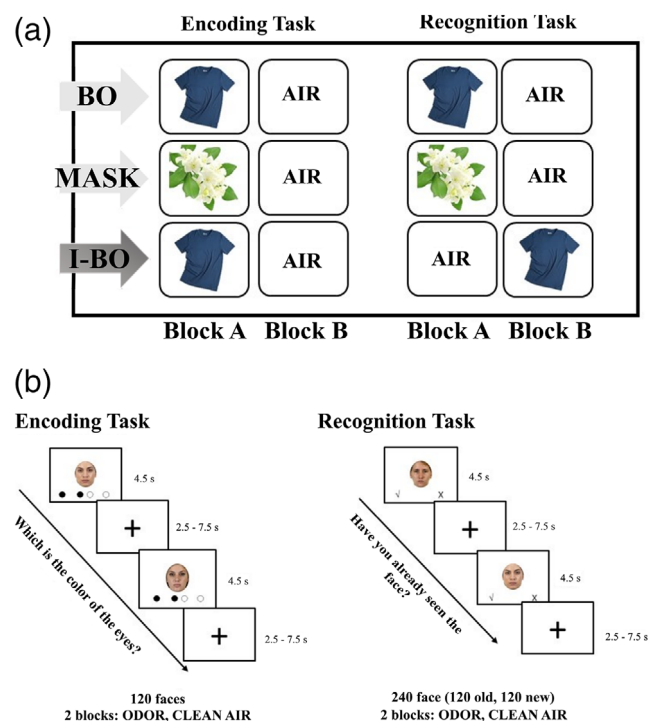 (a)
Encoding Task Recognition Task
BO AIR AIR
MASK AIR AIR
I-BO AIR AIR
Block A Block B Block A Block B
(b)
Encoding Task
4.5 s
2.5 - 7.5 s
4.5 s
2.5 - 7.5 s
Which is the color of the eyes?
120 faces
2 blocks: ODOR, CLEAN AIR
Recognition Task
√ X
4.5 s
2.5 - 7.5 s
√ X
4.5 s
2.5 - 7.5 s
Have you already seen the
face?
240 face (120 old, 120 new)
2 blocks: ODOR, CLEAN AIR